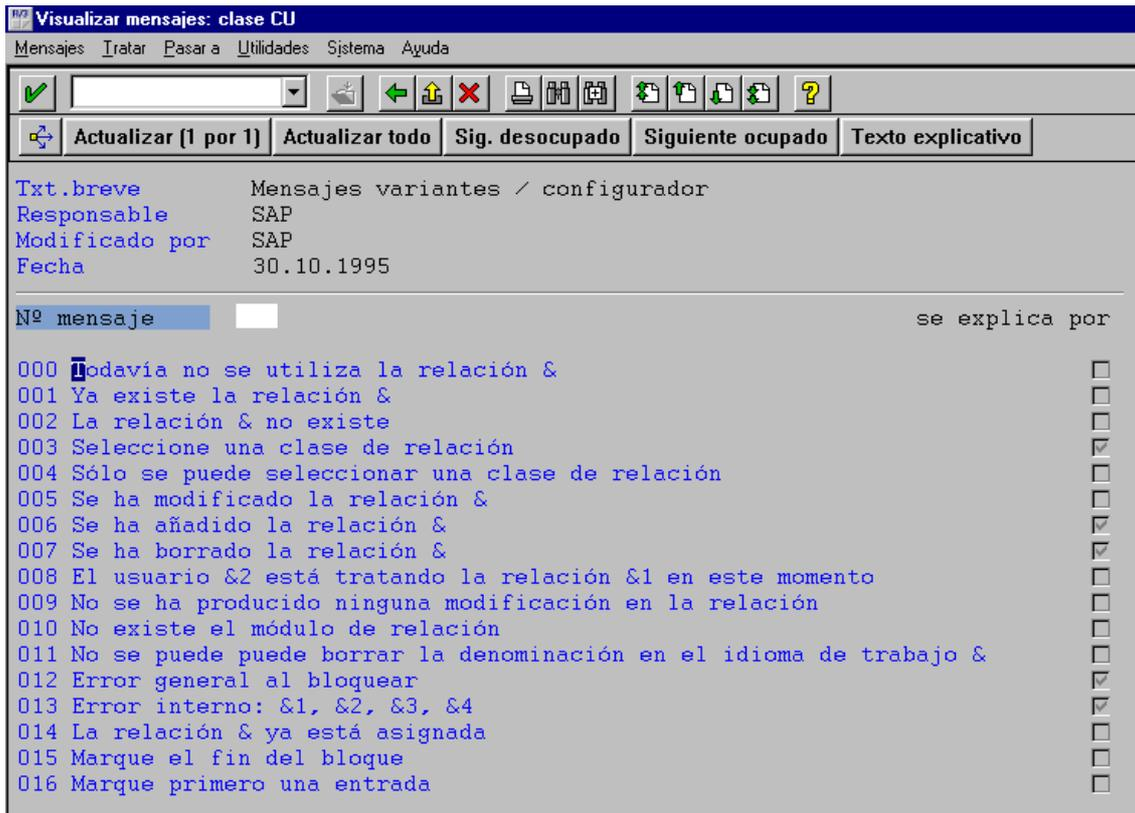 Visualizar mensajes: clase CU
Mensajes Tratar Pasar a Utilidades Sistema Ayuda
Actualizar (1 por 1) Actualizar todo Sig. desocupado Siguiente ocupado Texto explicativo
Txt.breve Mensajes variantes / configurador
Responsable SAP
Modificado por SAP
Fecha 30.10.1995
Nº mensaje se explica por
000 Todavía no se utiliza la relación &
001 Ya existe la relación &
002 La relación & no existe
003 Seleccione una clase de relación
004 Sólo se puede seleccionar una clase de relación
005 Se ha modificado la relación &
006 Se ha añadido la relación &
007 Se ha borrado la relación &
008 El usuario &2 está tratando la relación &1 en este momento
009 No se ha producido ninguna modificación en la relación
010 No existe el módulo de relación
011 No se puede puede borrar la denominación en el idioma de trabajo &
012 Error general al bloquear
013 Error interno: &1, &2, &3, &4
014 La relación & ya está asignada
015 Marque el fin del bloque
016 Marque primero una entrada